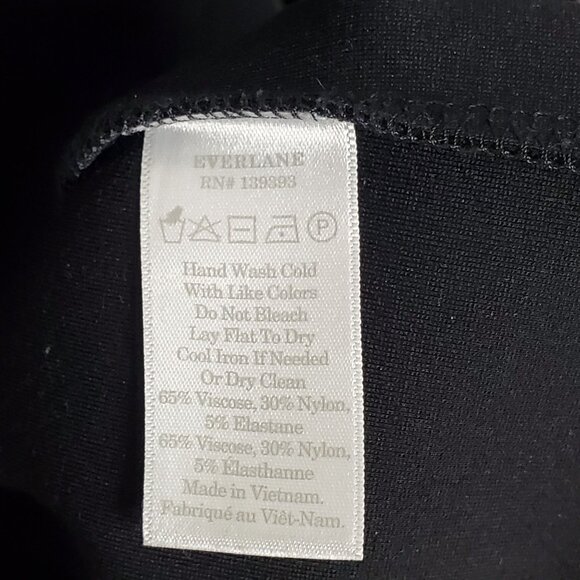 EVERLANE
RN# 139393
P
Hand Wash Cold
With Like Colors
Do Not Bleach
Lay Flat To Dry
Cool Iron If Needed
Or Dry Clean
65% Viscose, 30% Nylon,
5% Elastane
65% Viscose, 30% Nylon,
5% Elasthanne
Made in Vietnam.
Fabriqué au Viêt-Nam.